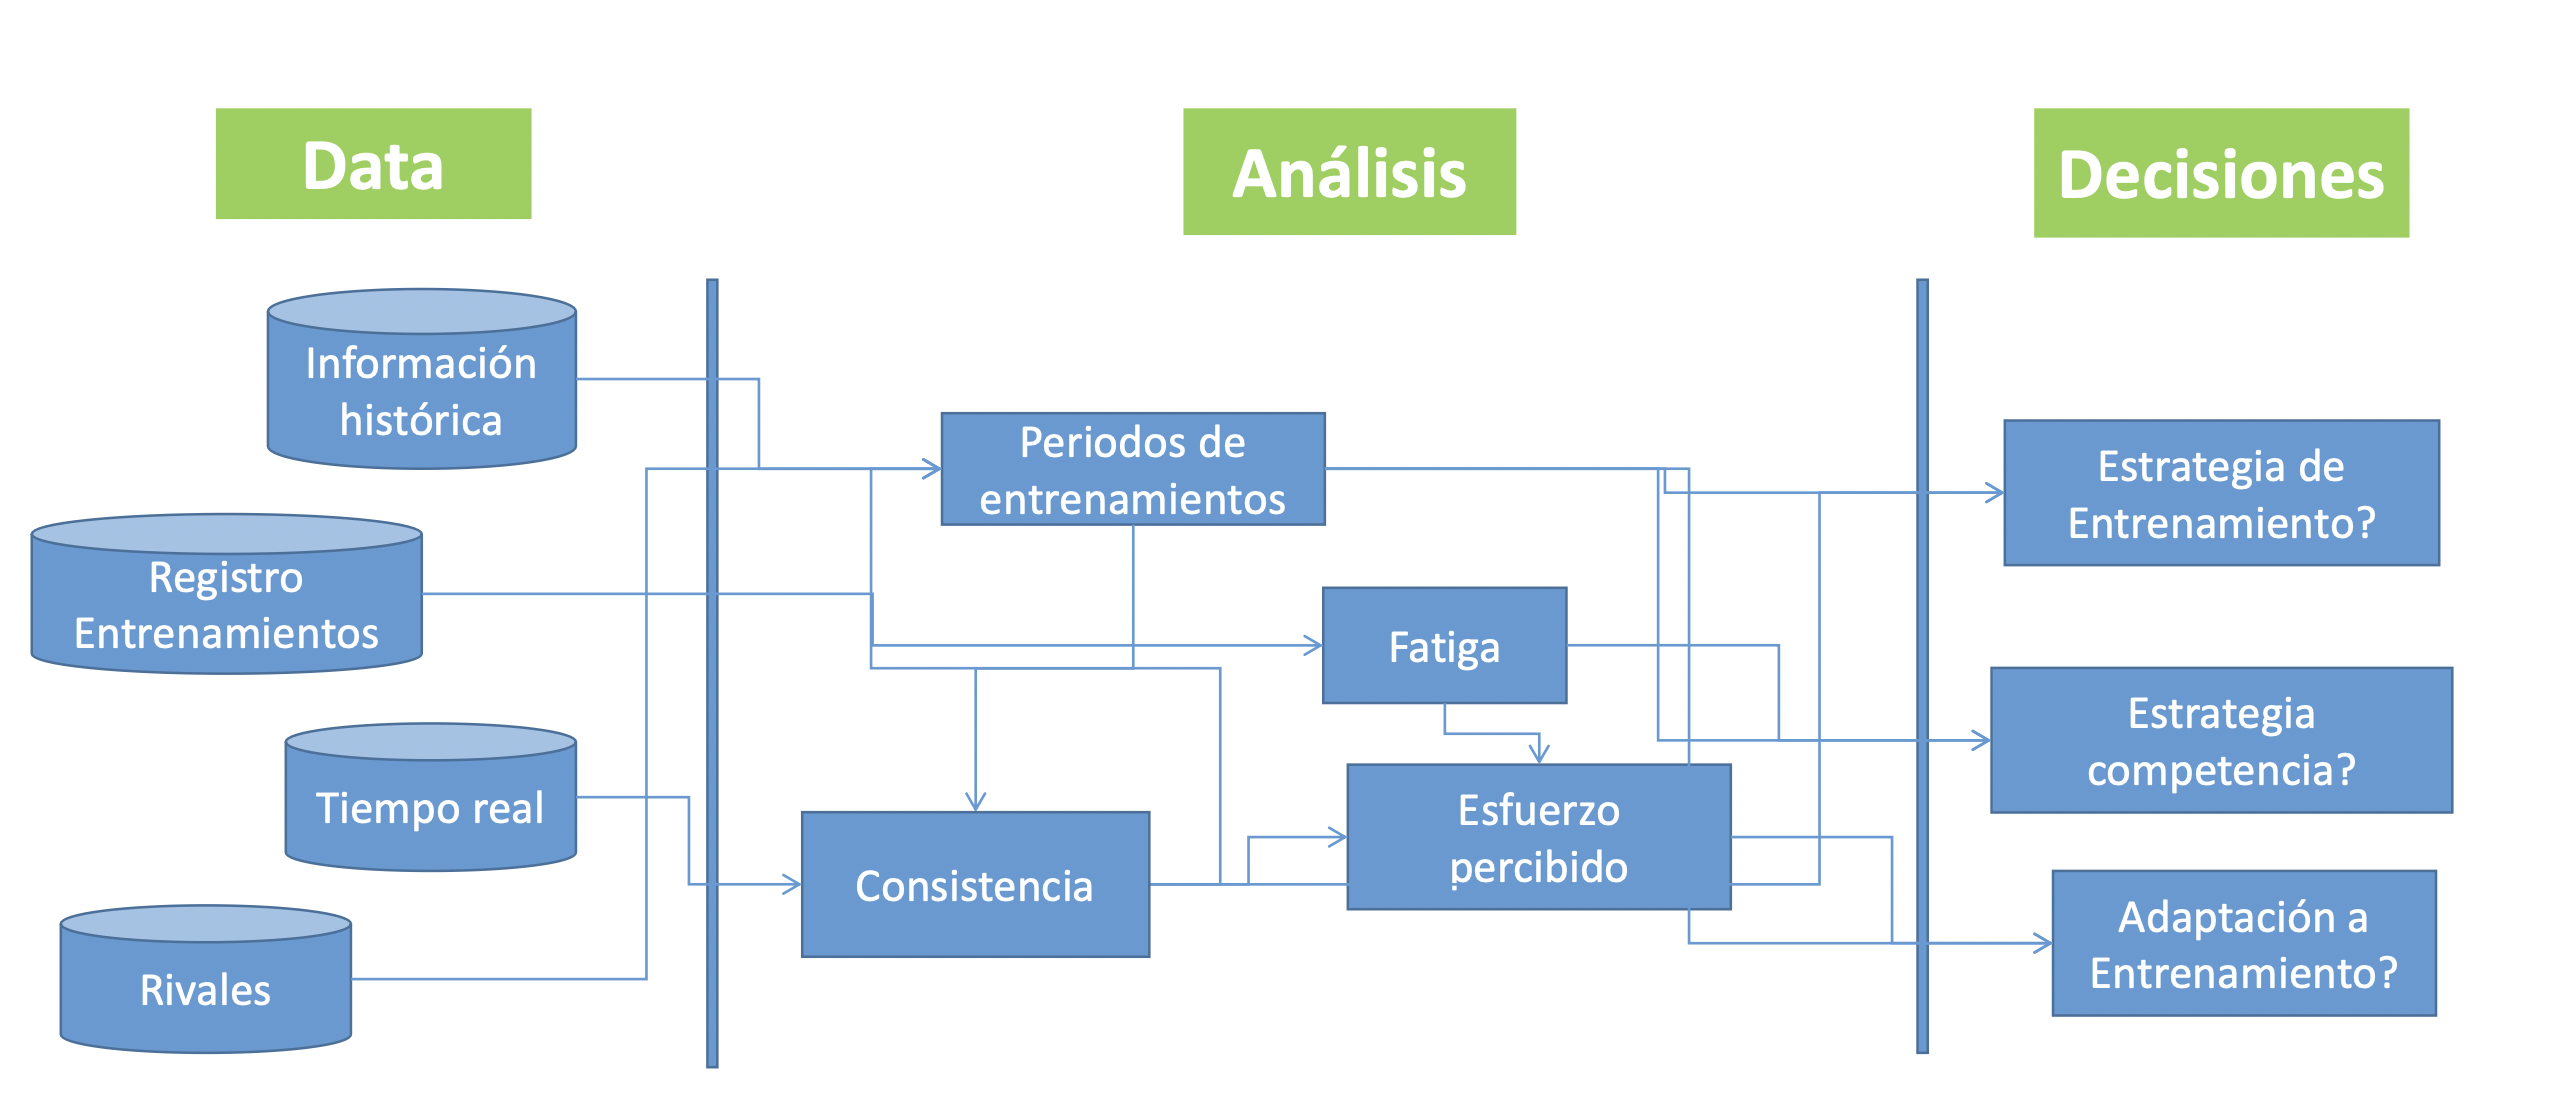 Data
Análisis
Decisiones
Información
histórica
Registro
Entrenamientos
Tiempo real
Rivales
Periodos de
entrenamientos
Fatiga
Consistencia
Esfuerzo
percibido
Estrategia de
Entrenamiento?
Estrategia
competencia?
Adaptación a
Entrenamiento?